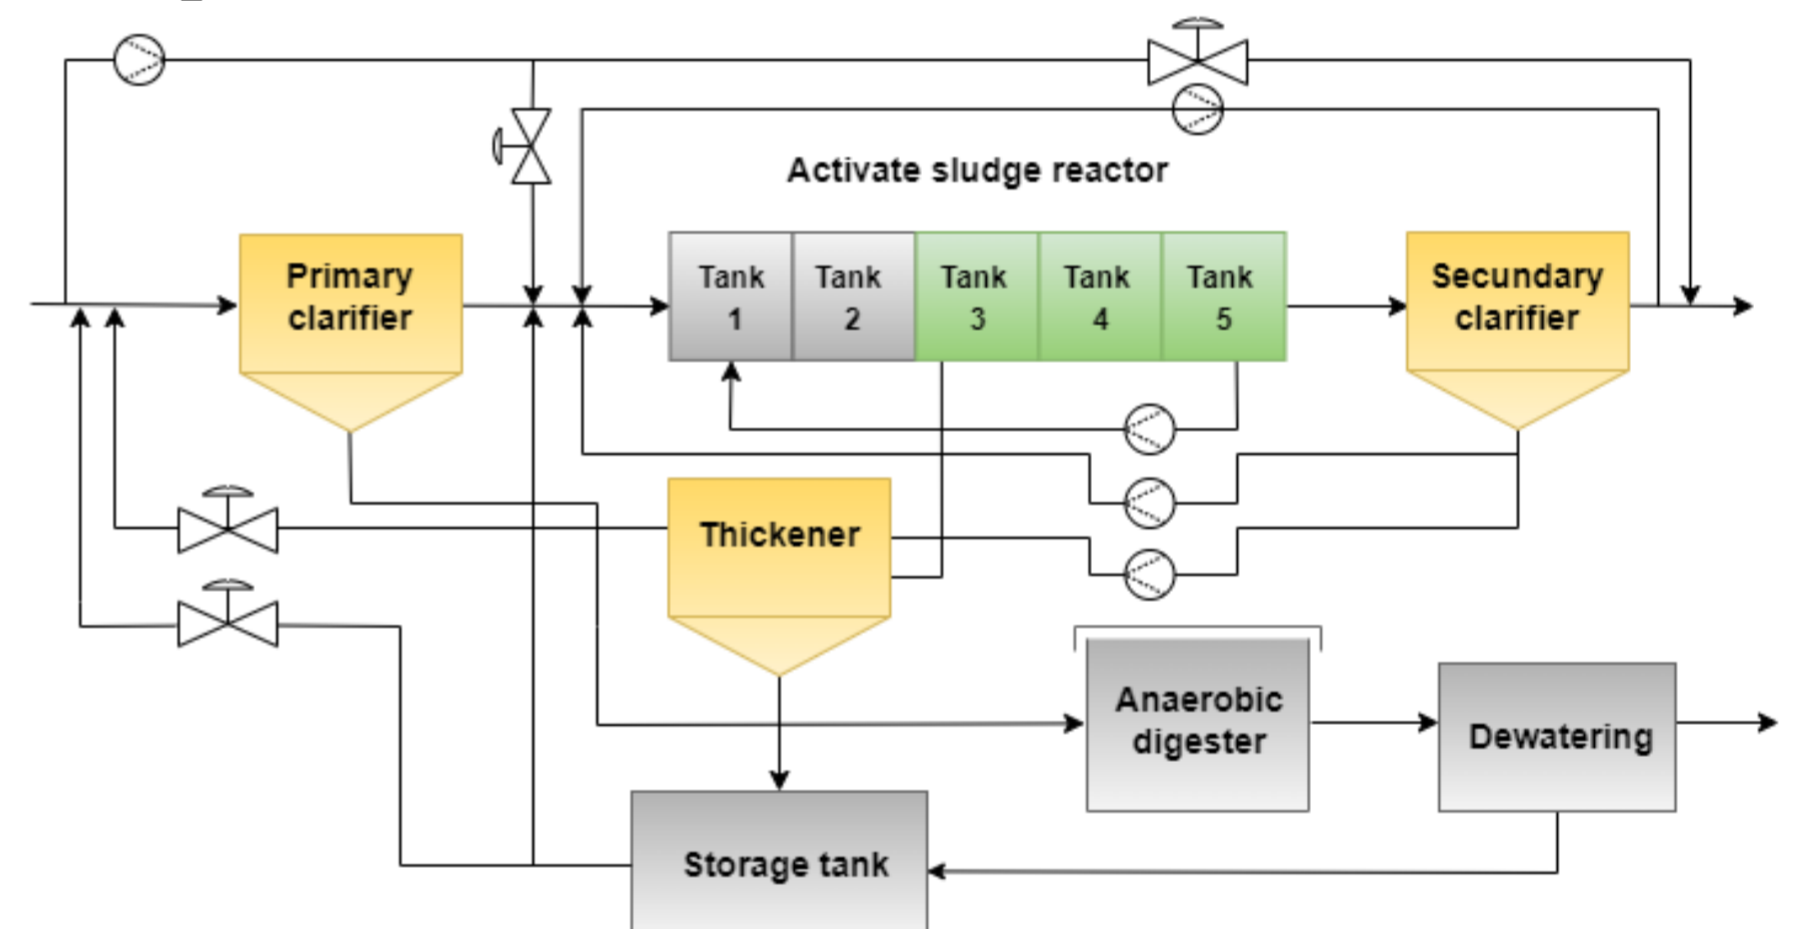 Activate sludge reactor
Primary
clarifier
Tank
1
Tank
2
Tank
3
Tank
4
Tank
5
Secundary
clarifier
Thickener
Anaerobic
digester
Dewatering
Storage tank